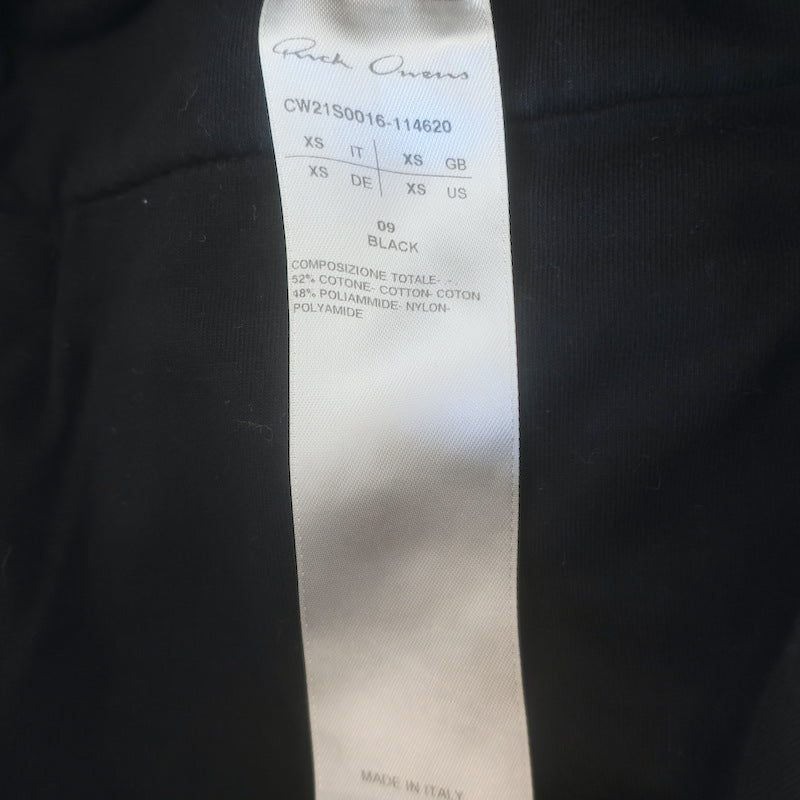 Rick Owens
CW21S0016-114620
XS IT XS GB
XS DE XS US
09
BLACK
COMPOSIZIONE TOTALE- -
52% COTONE- COTTON- COTON
48% POLIAMMIDE- NYLON-
POLYAMIDE
MADE IN ITALY